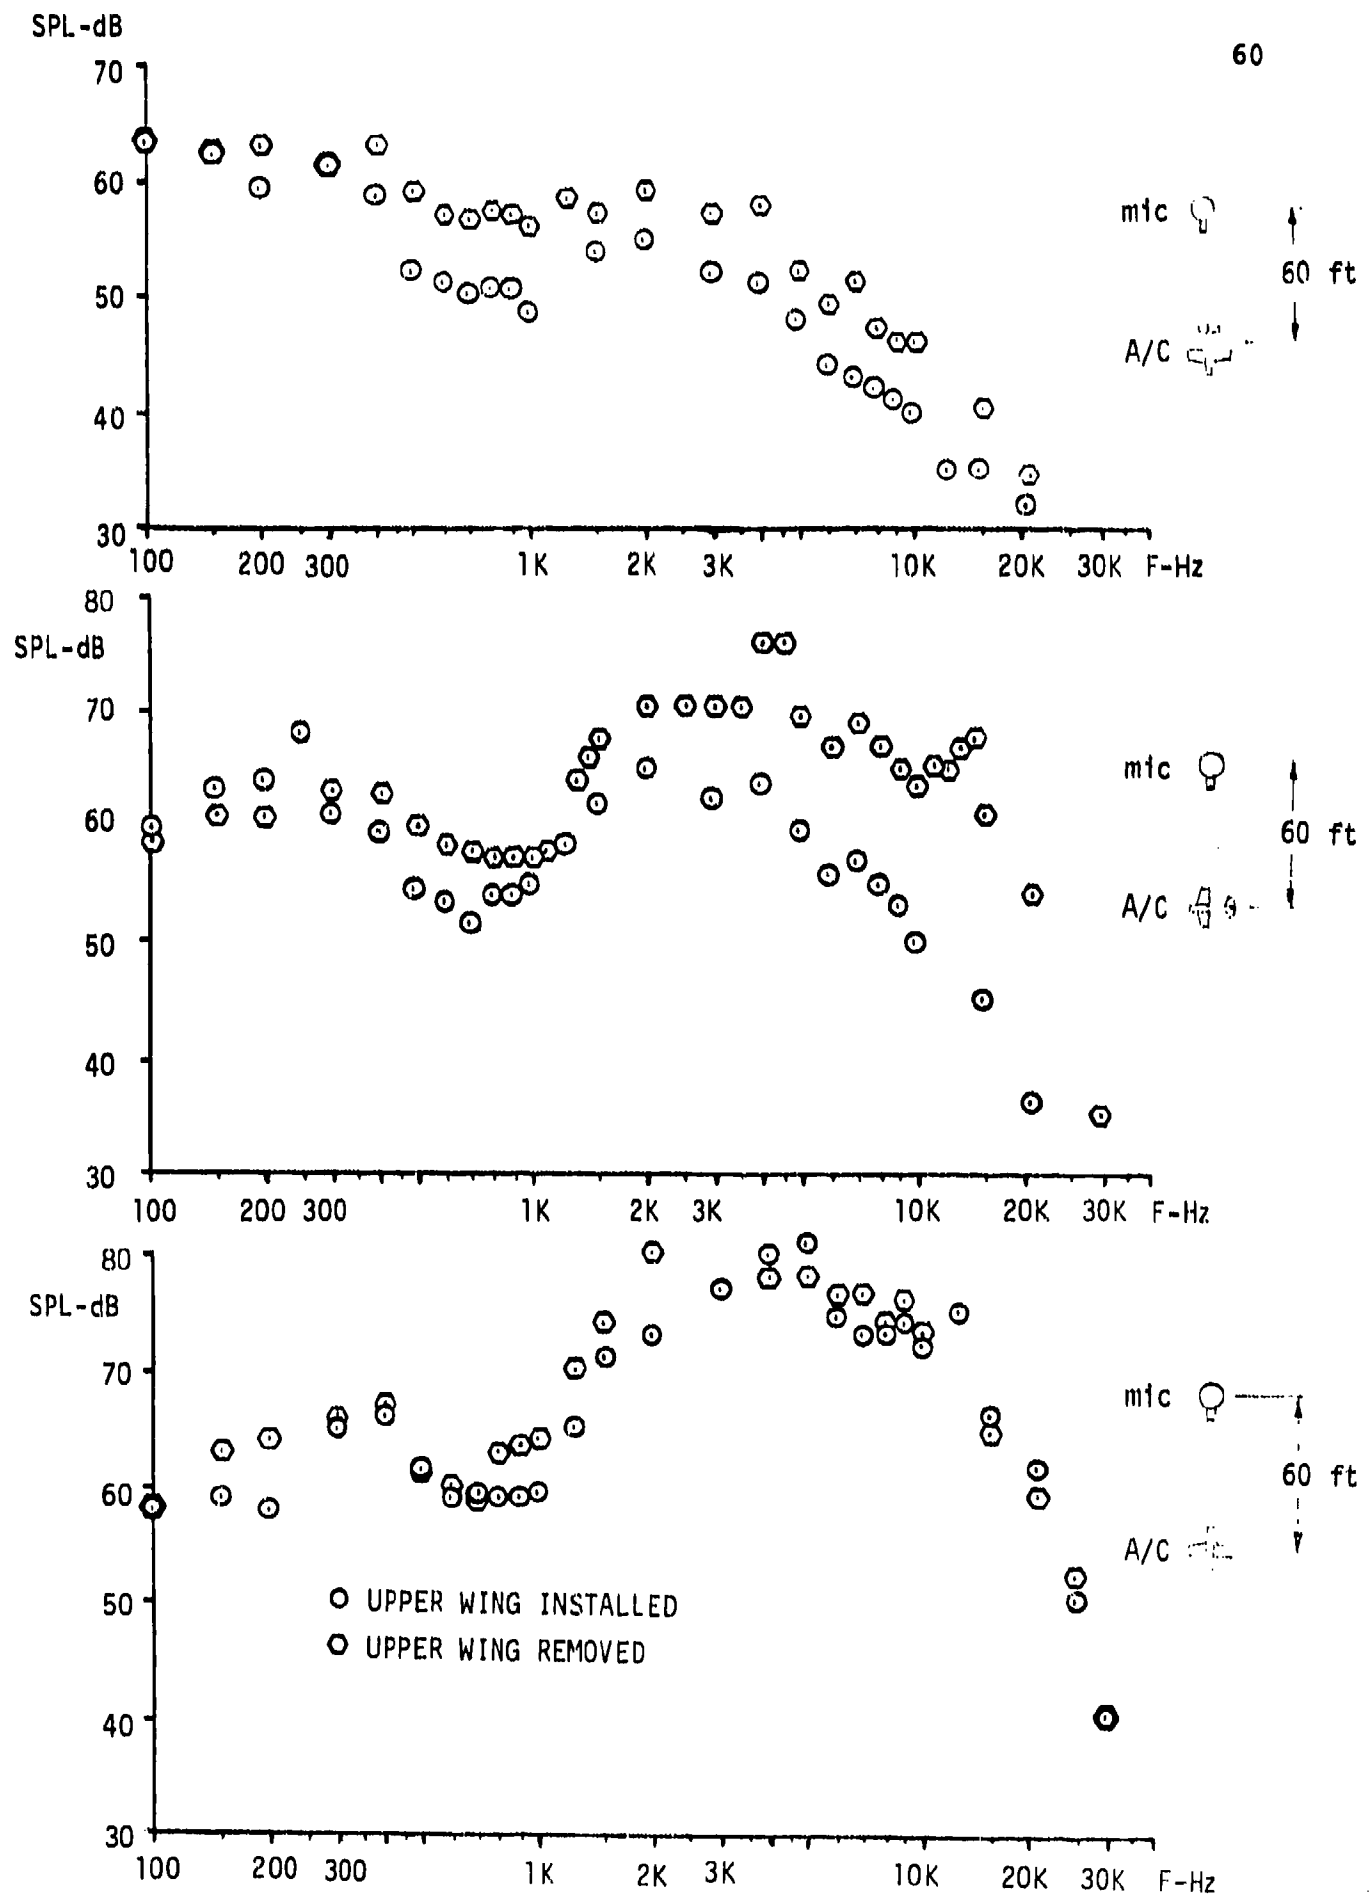 SPL-dB
60
70
60
50
40
30
100 200 300 1K 2K 3K 10K 20K 30K F-Hz
mic
60 ft
A/C
80
SPL-dB
70
60
50
40
30
100 200 300 1K 2K 3K 10K 20K 30K F-Hz
mic
60 ft
A/C
80
SPL-dB
70
60
50
40
30
100 200 300 1K 2K 3K 10K 20K 30K F-Hz
mic
60 ft
A/C
UPPER WING INSTALLED
UPPER WING REMOVED